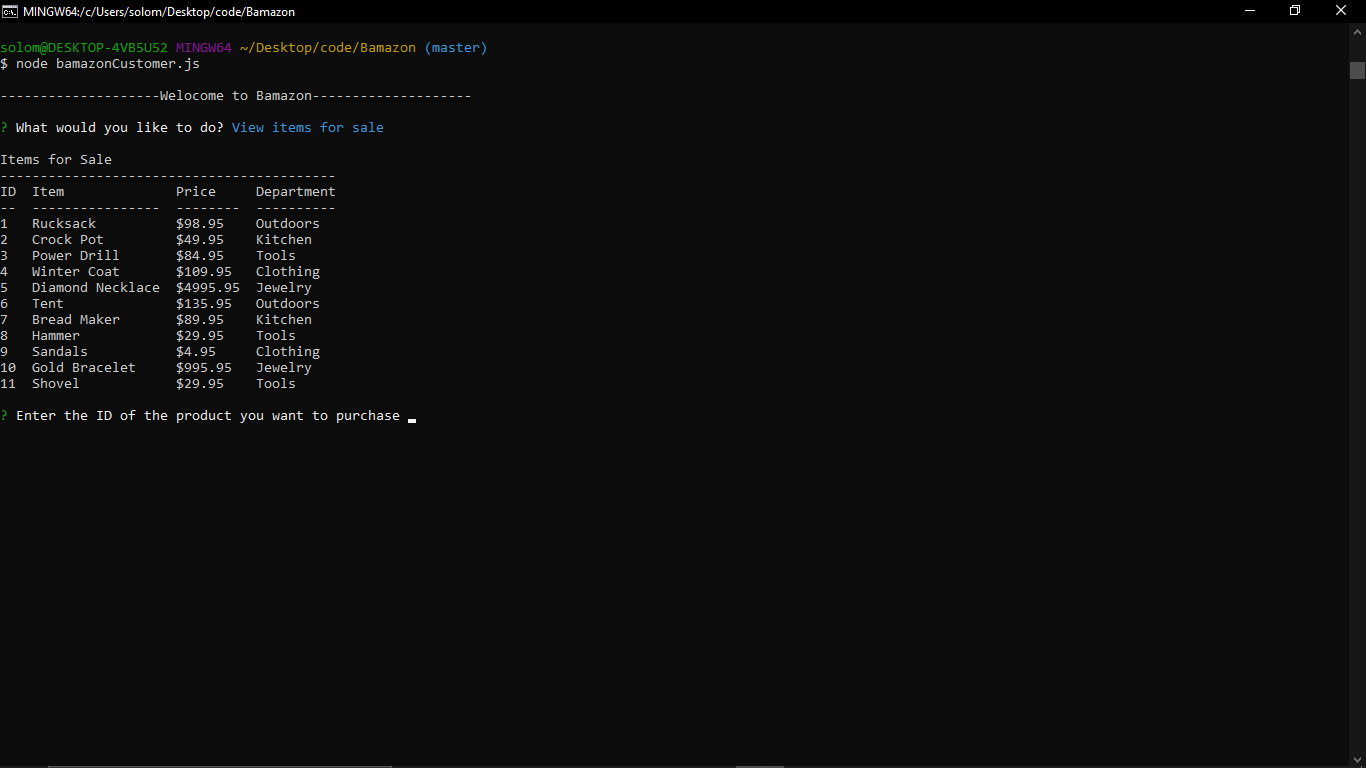 MINGW64:/c/Users/solom/Desktop/code/Bamazon
solom@DESKTOP-4VB5U52 MINGW64 ~/Desktop/code/Bamazon (master)
$ node bamazonCustomer.js
--------------------Welocome to Bamazon--------------------
? What would you like to do? View items for sale
Items for Sale
------------------------------------------
ID  Item              Price     Department
--  ----------------  --------  ----------
1   Rucksack          $98.95    Outdoors
2   Crock Pot         $49.95    Kitchen
3   Power Drill       $84.95    Tools
4   Winter Coat       $109.95   Clothing
5   Diamond Necklace  $4995.95  Jewelry
6   Tent              $135.95   Outdoors
7   Bread Maker       $89.95    Kitchen
8   Hammer            $29.95    Tools
9   Sandals           $4.95     Clothing
10  Gold Bracelet     $995.95   Jewelry
11  Shovel            $29.95    Tools
? Enter the ID of the product you want to purchase